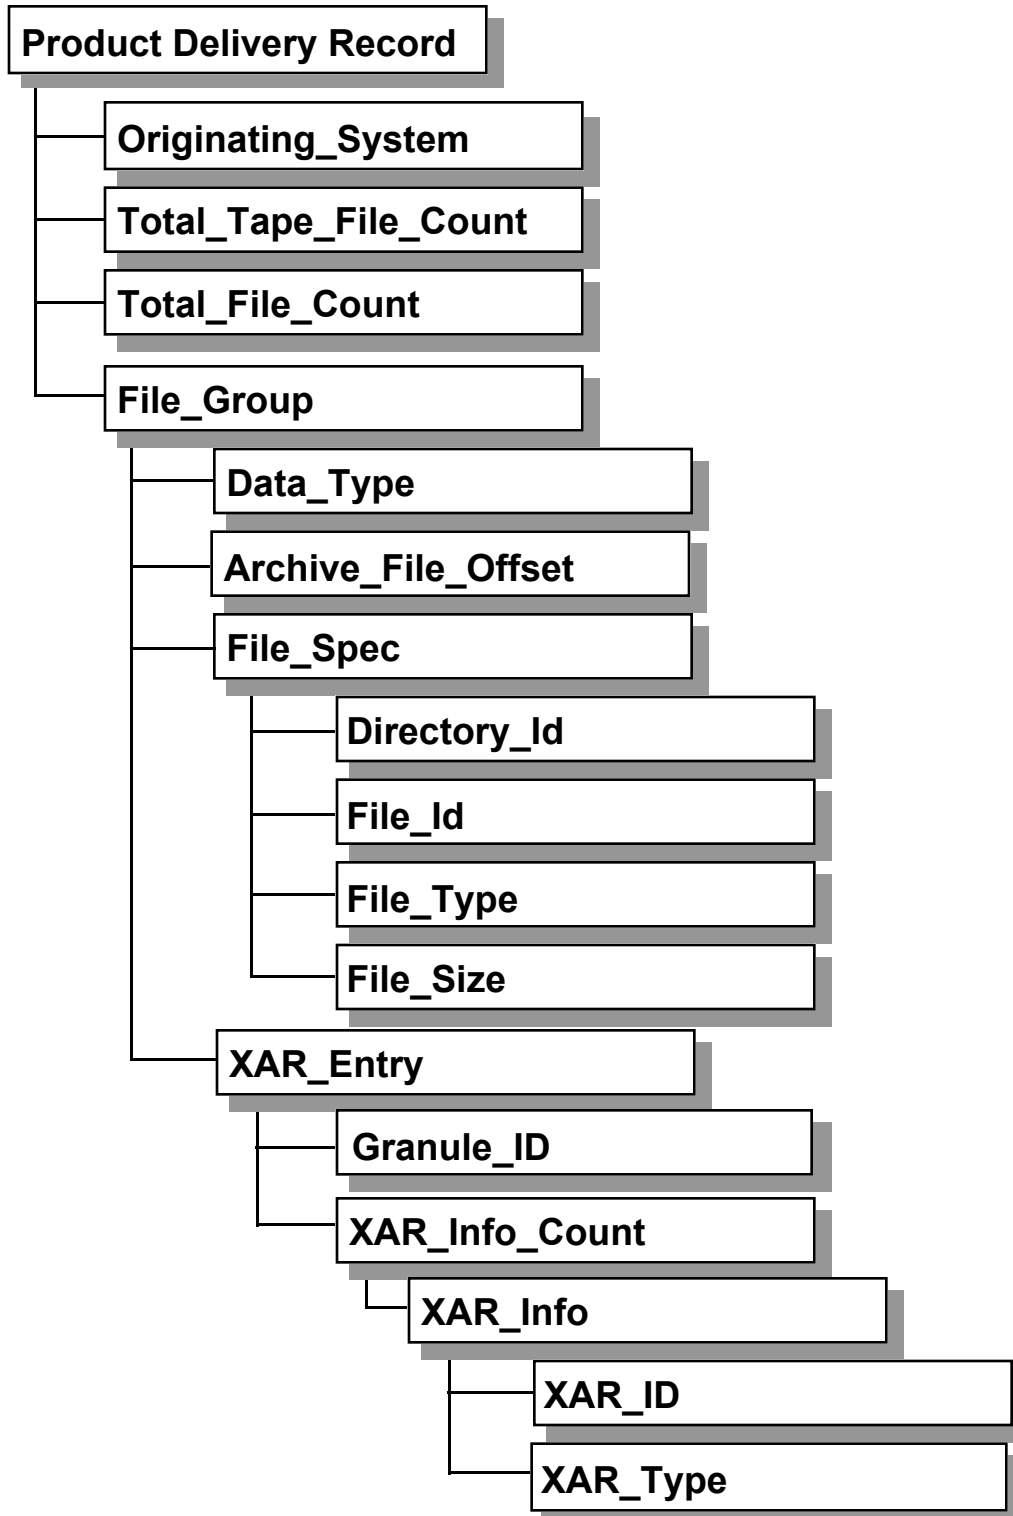 Product Delivery Record
Originating_System
Total_Tape_File_Count
Total_File_Count
File_Group
Data_Type
Archive_File_Offset
File_Spec
Directory_Id
File_Id
File_Type
File_Size
XAR_Entry
Granule_ID
XAR_Info_Count
XAR_Info
XAR_ID
XAR_Type